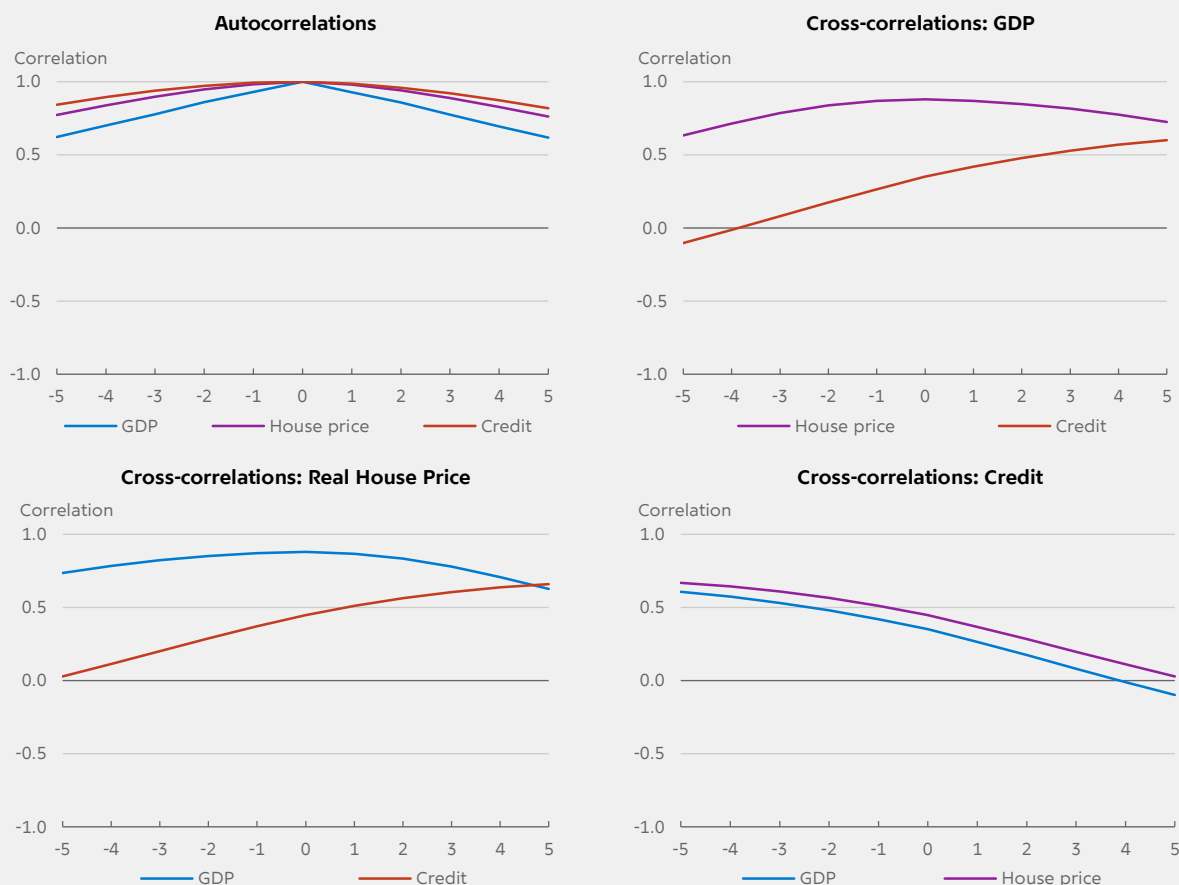 Autocorrelations
Correlation
1.0
0.5
0.0
-0.5
-1.0
-5 -4 -3 -2 -1 0 1 2 3 4 5
GDP House price Credit
Cross-correlations: GDP
Correlation
1.0
0.5
0.0
-0.5
-1.0
-5 -4 -3 -2 -1 0 1 2 3 4 5
House price Credit
Cross-correlations: Real House Price
Correlation
1.0
0.5
0.0
-0.5
-1.0
-5 -4 -3 -2 -1 0 1 2 3 4 5
GDP Credit
Cross-correlations: Credit
Correlation
1.0
0.5
0.0
-0.5
-1.0
-5 -4 -3 -2 -1 0 1 2 3 4 5
GDP House price